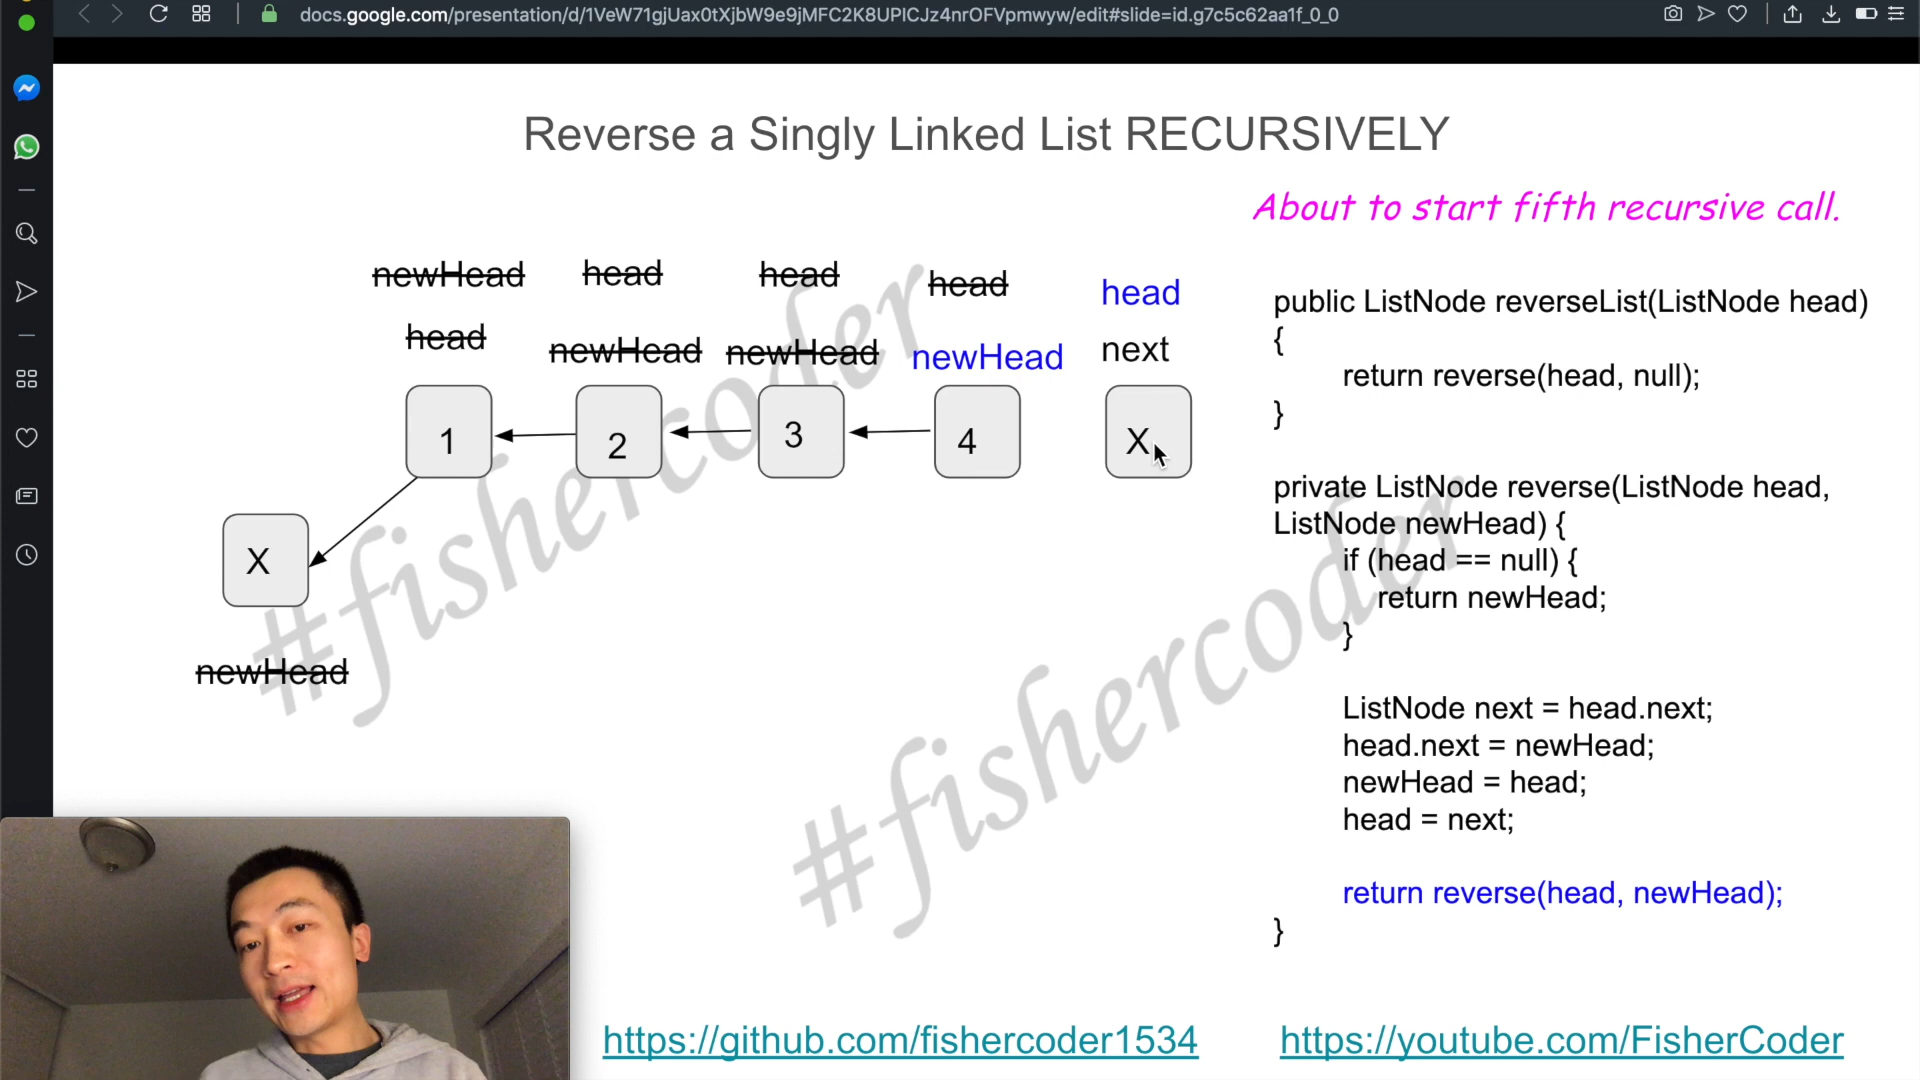 docs.google.com/presentation/d/1VeW71gjUax0tXjbW9e9jMFC2K8UPlCJz4nrOFVpmwyw/edit#slide=id.g7c5c62aa1f_0_0
Reverse a Singly Linked List RECURSIVELY
About to start fifth recursive call.
newHead head head head head
head newHead newHead newHead next
1 2 3 4 X
X
newHead
public ListNode reverseList(ListNode head)
{
return reverse(head, null);
}
private ListNode reverse(ListNode head,
ListNode newHead) {
if (head == null) {
return newHead;
}
ListNode next = head.next;
head.next = newHead;
newHead = head;
head = next;
return reverse(head, newHead);
}
#fishercoder
#fishercoder
https://github.com/fishercoder1534
https://youtube.com/FisherCoder